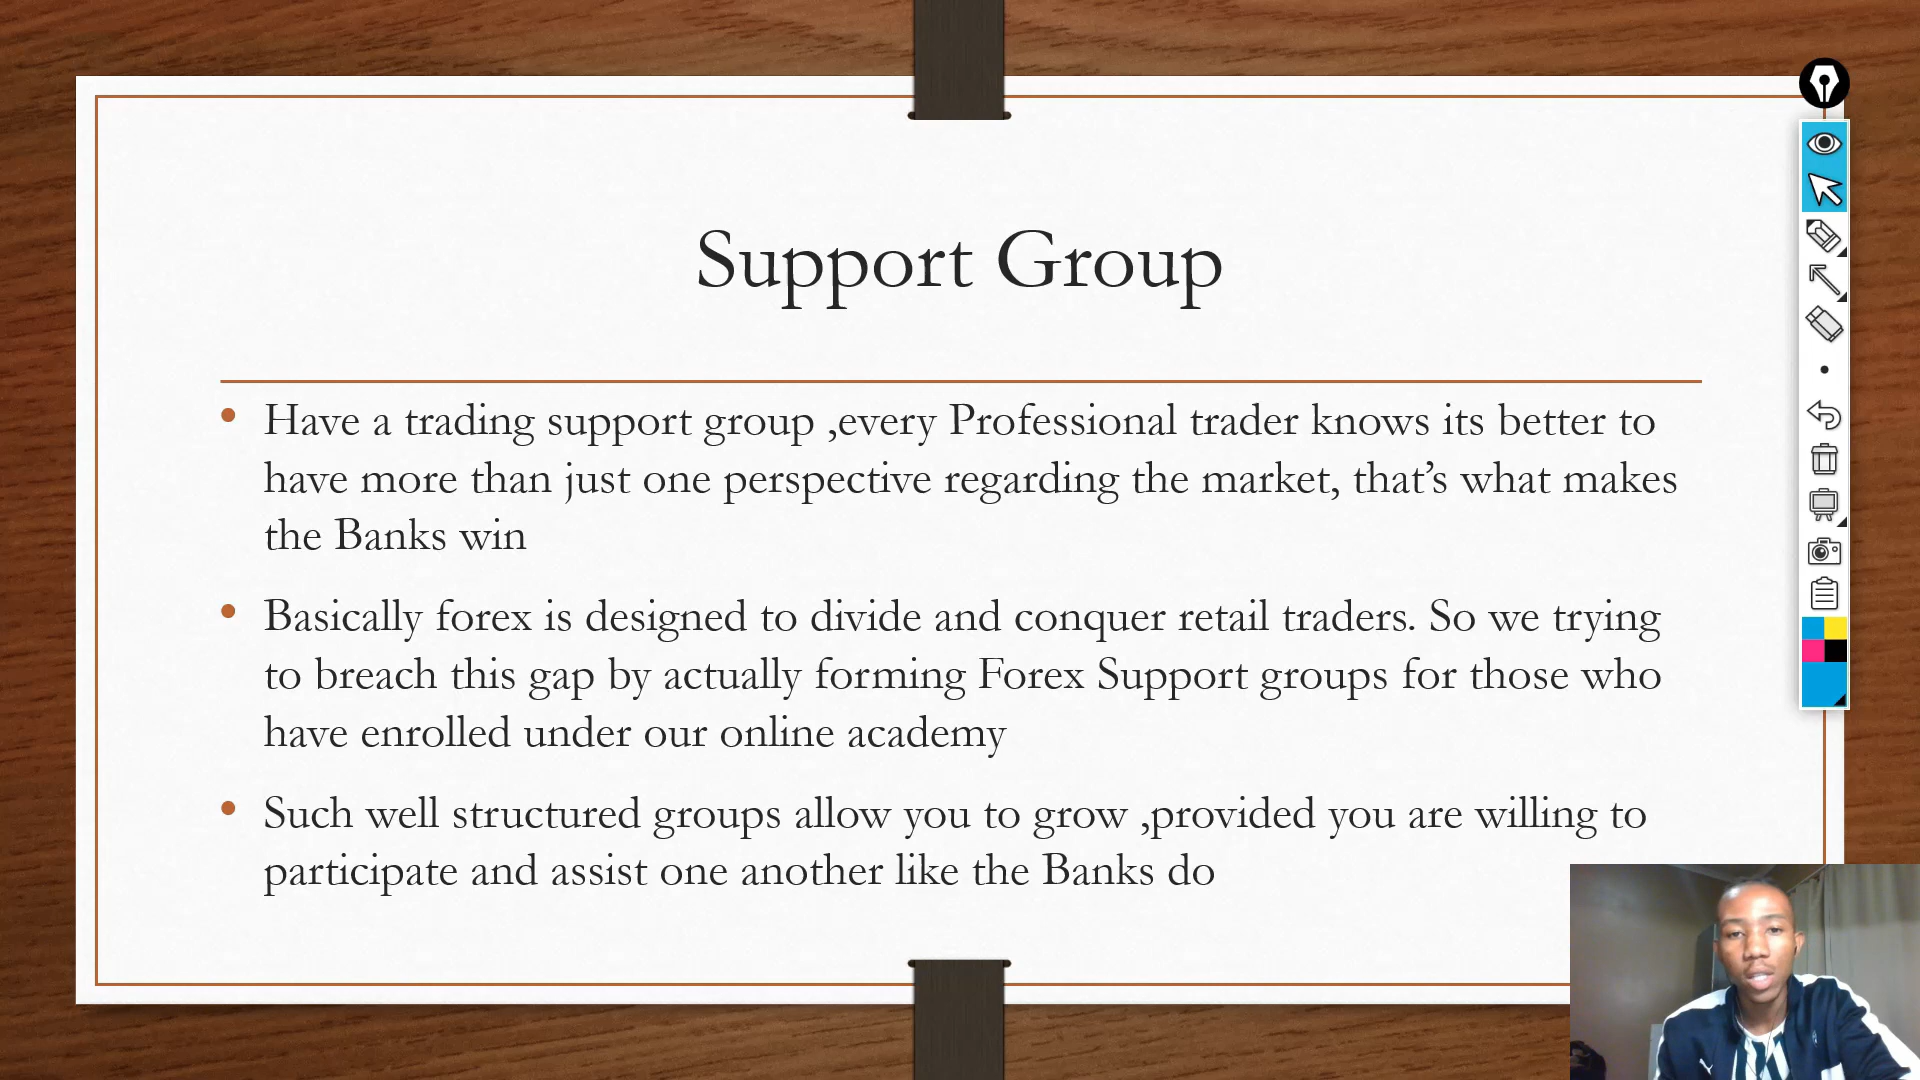 Support Group
Have a trading support group ,every Professional trader knows its better to
have more than just one perspective regarding the market, that’s what makes
the Banks win
Basically forex is designed to divide and conquer retail traders. So we trying
to breach this gap by actually forming Forex Support groups for those who
have enrolled under our online academy
Such well structured groups allow you to grow ,provided you are willing to
participate and assist one another like the Banks do